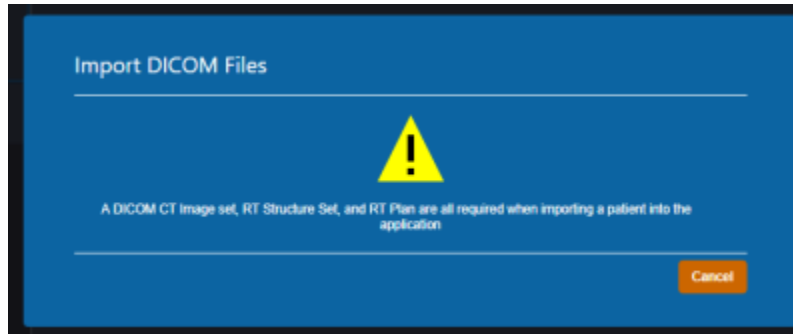 Import DICOM Files
!
A DICOM CT Image set, RT Structure Set, and RT Plan are all required when importing a patient into the
application
Cancel